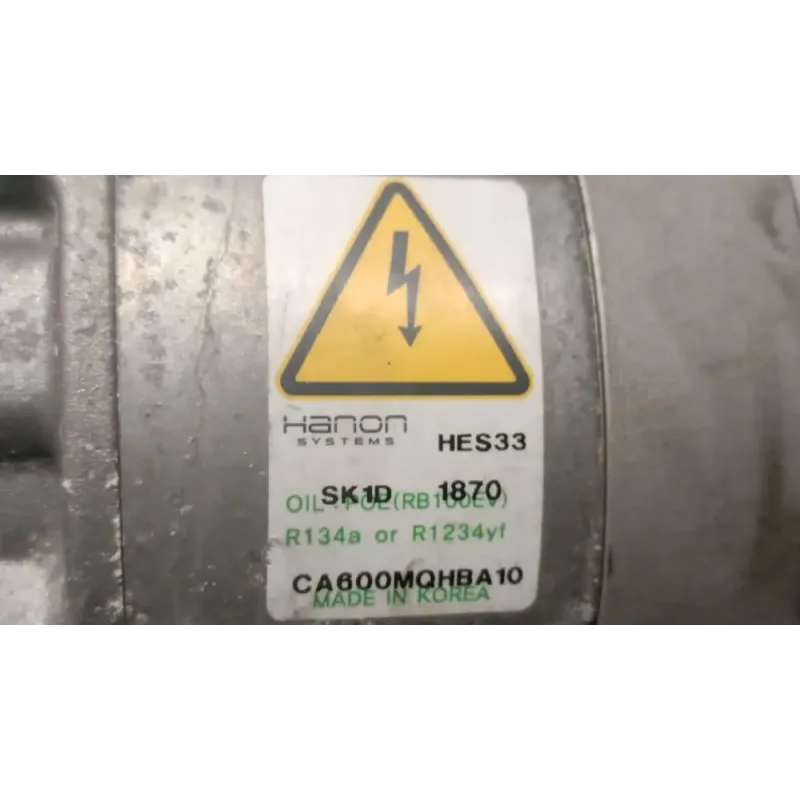 Hanon
SYSTEMS
HES33
SK1D 1870
OIL : POE(RB100EV)
R134a or R1234yf
CA600MQHBA10
MADE IN KOREA